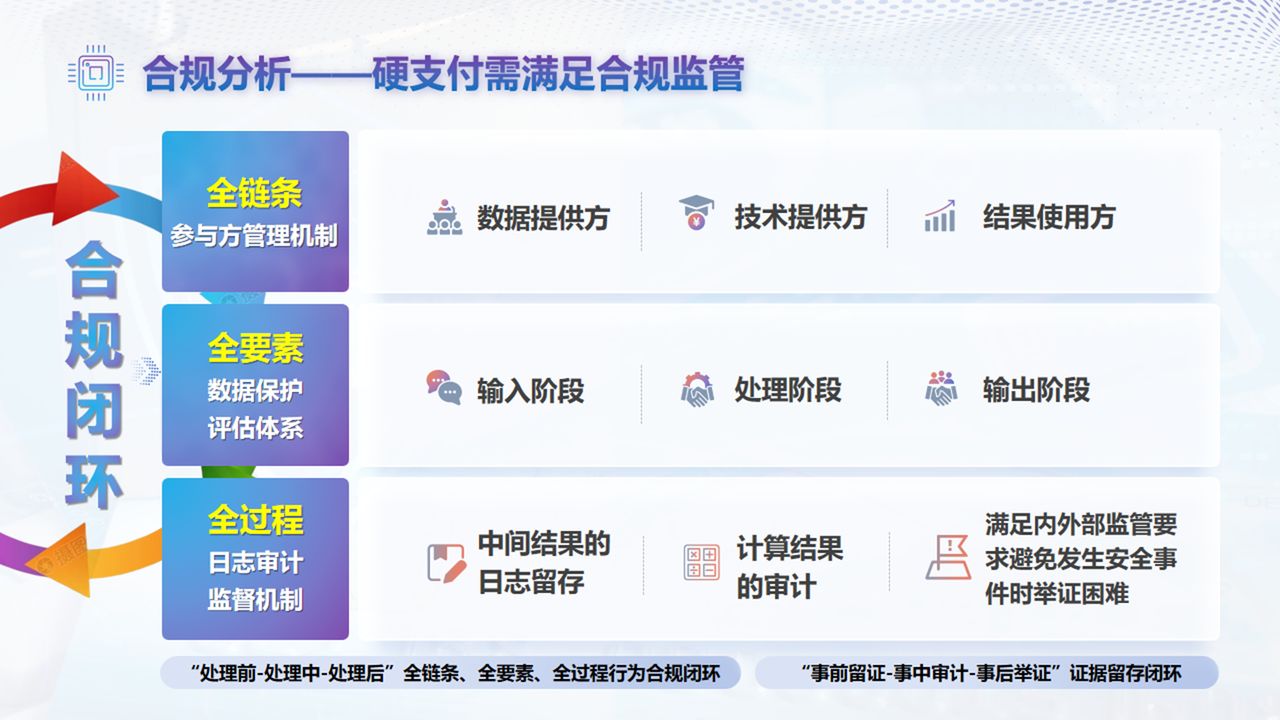 合规分析——硬支付需满足合规监管
合规闭环
全链条
参与方管理机制
数据提供方
技术提供方
结果使用方
全要素
数据保护
评估体系
输入阶段
处理阶段
输出阶段
全过程
日志审计
监督机制
中间结果的
日志留存
计算结果
的审计
满足内外部监管要
求避免发生安全事
件时举证困难
“处理前-处理中-处理后”全链条、全要素、全过程行为合规闭环
“事前留证-事中审计-事后举证”证据留存闭环